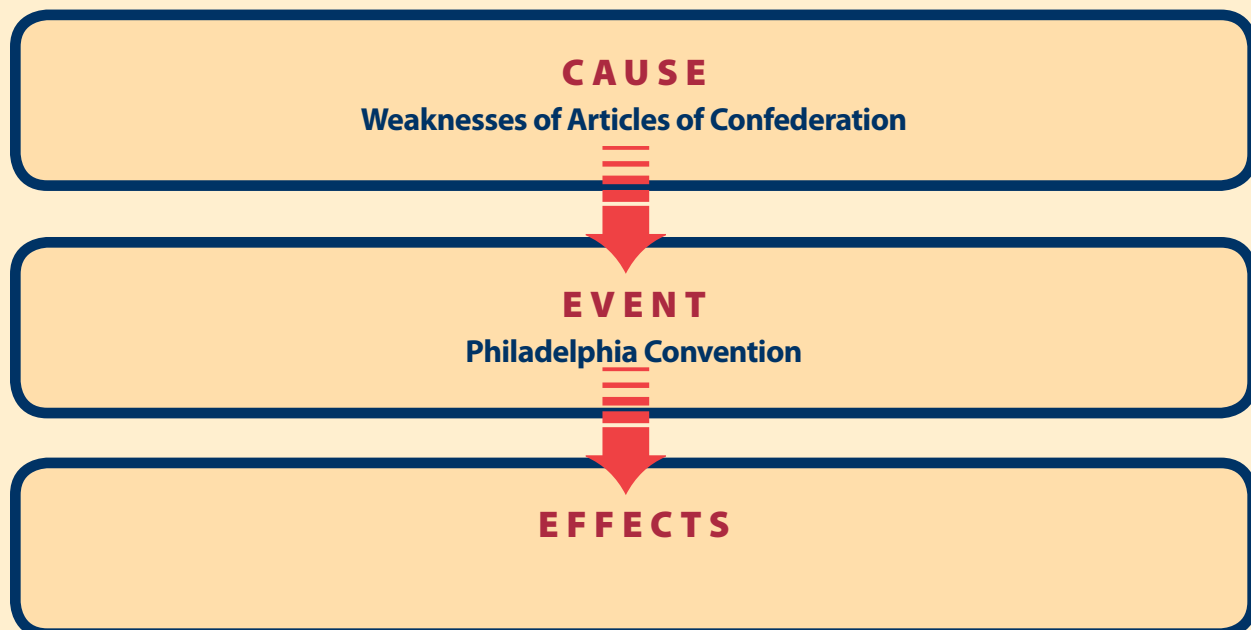 CAUSE
Weaknesses of Articles of Confederation
EVENT
Philadelphia Convention
EFFECTS